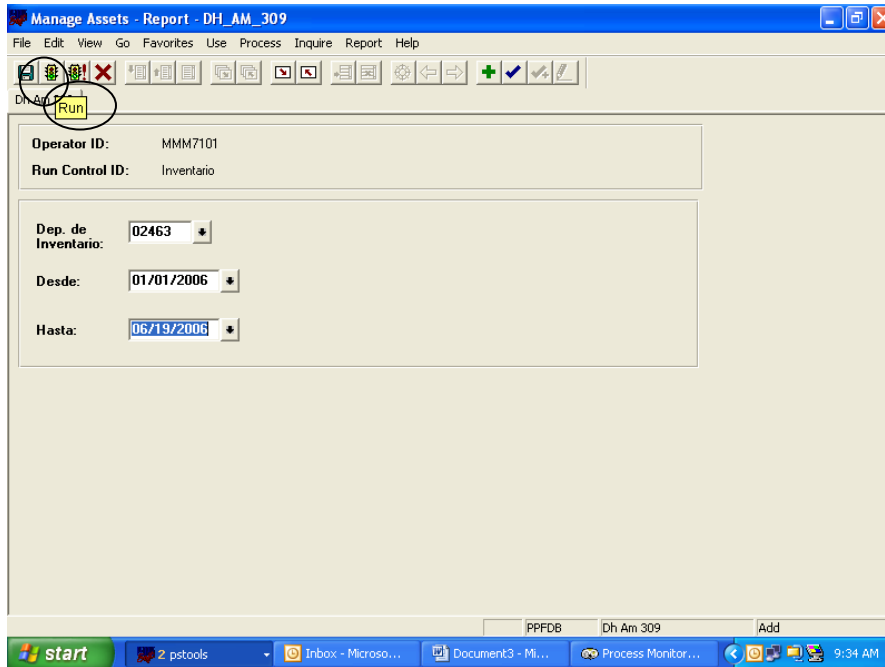 Manage Assets - Report - DH_AM_309
File Edit View Go Favorites Use Process Inquire Report Help
Run
Operator ID: MMM7101
Run Control ID: Inventario
Dep. de Inventario: 02463
Desde: 01/01/2006
Hasta: 06/19/2006
PPFDB Dh Am 309 Add
start 2 pstools Inbox - Microso... Document3 - Mi... Process Monitor... 9:34 AM